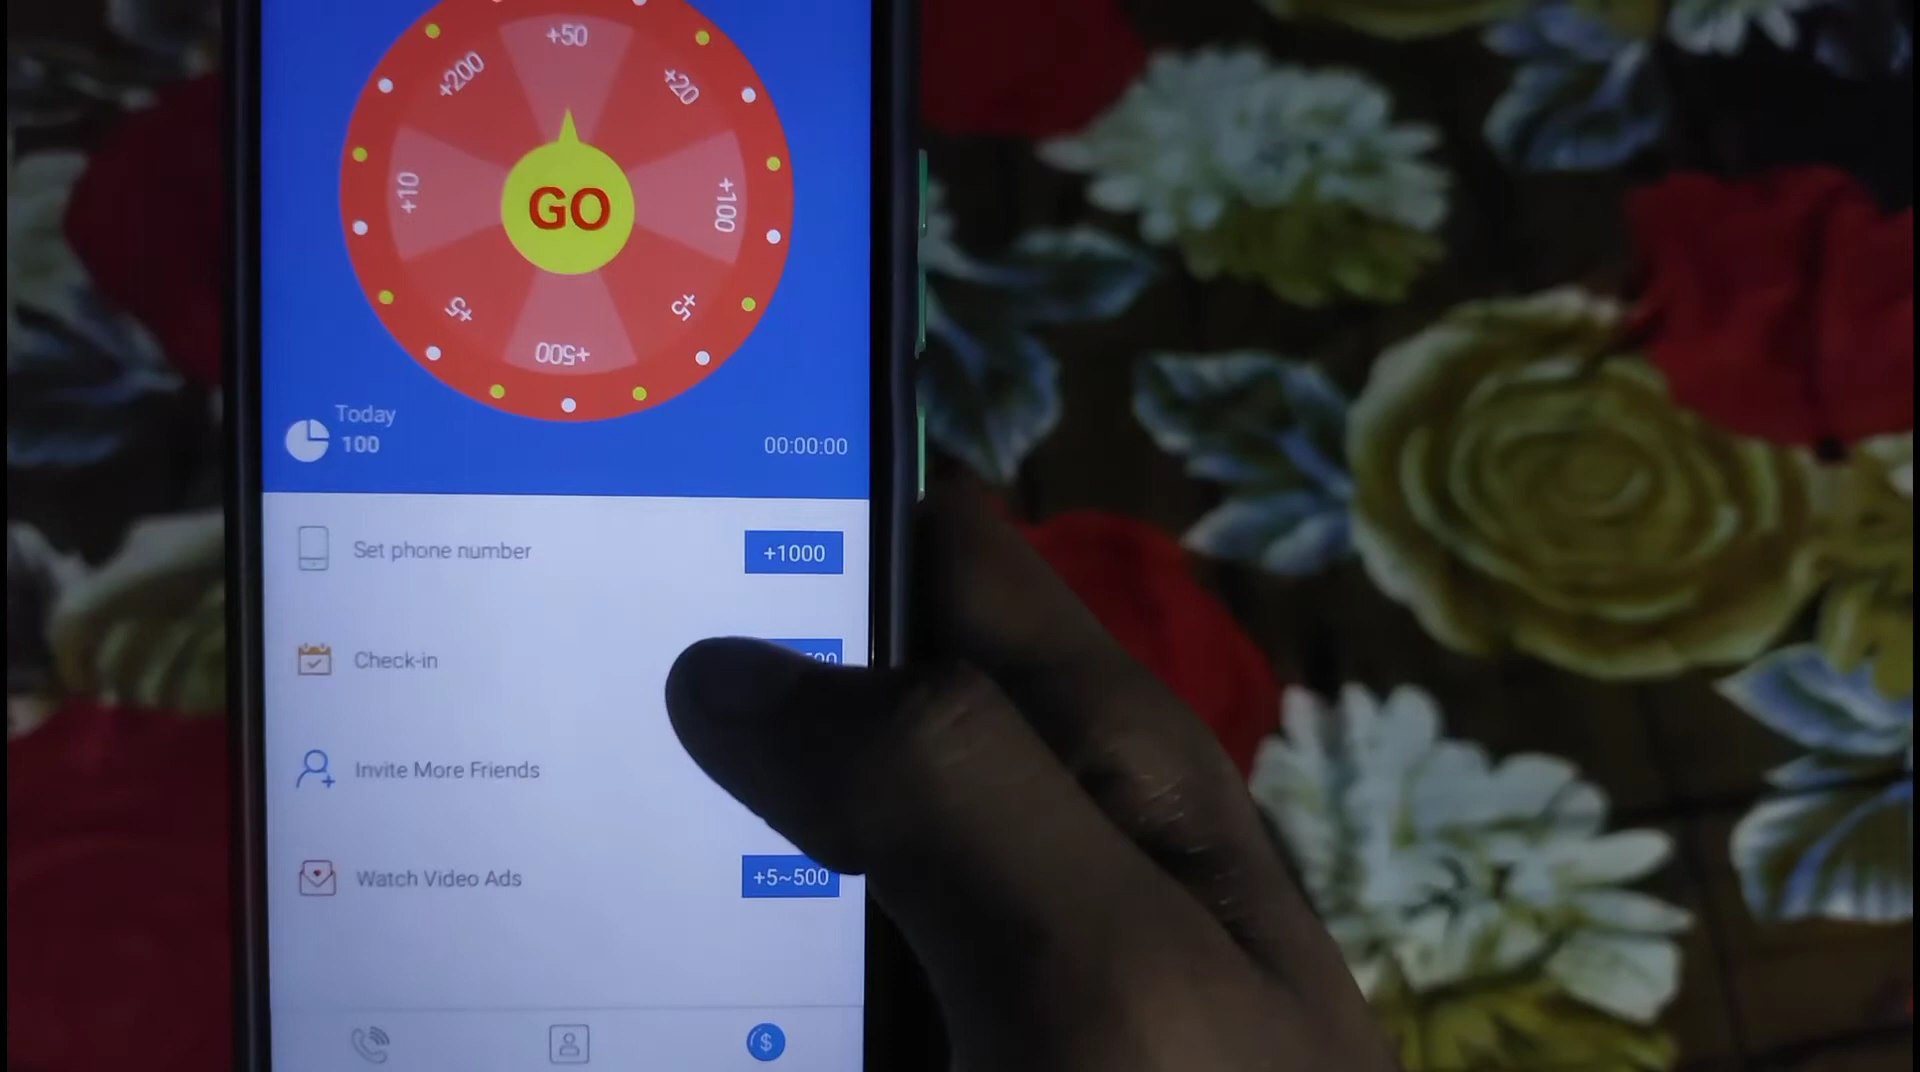 +50
+200
+20
+10
GO
+100
+5
+5
+500
Today
100
00:00:00
Set phone number
+1000
Check-in
Invite More Friends
Watch Video Ads
+5~500
$